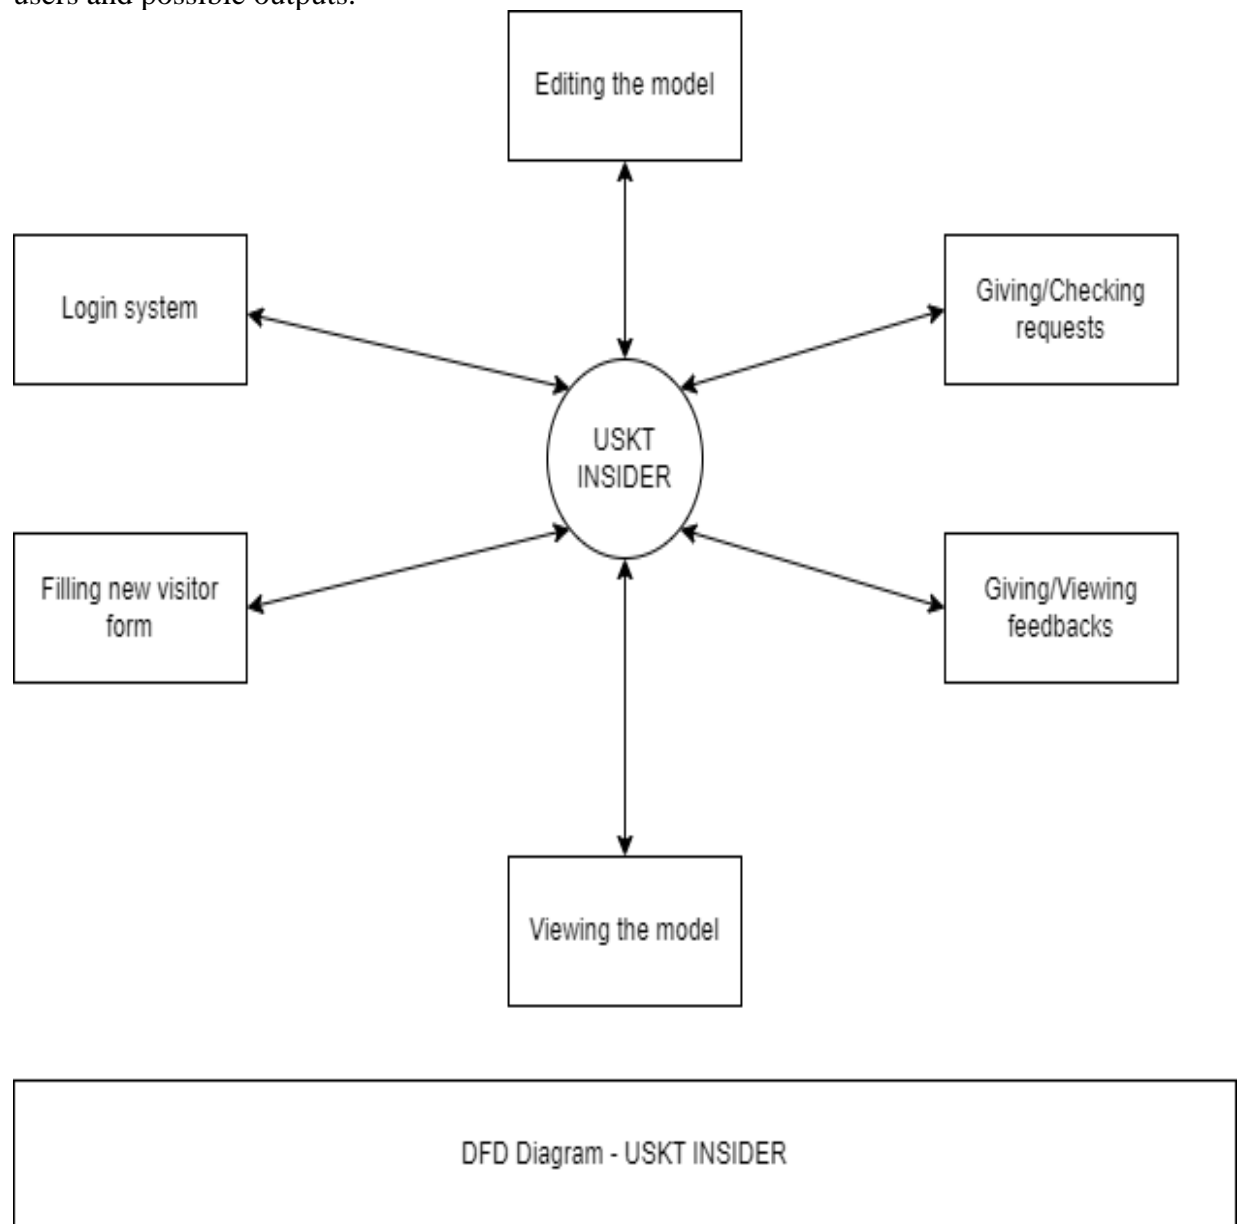 users and possible outputs.
Editing the model
Login system
Giving/Checking
requests
USKT
INSIDER
Filling new visitor
form
Giving/Viewing
feedbacks
Viewing the model
DFD Diagram - USKT INSIDER